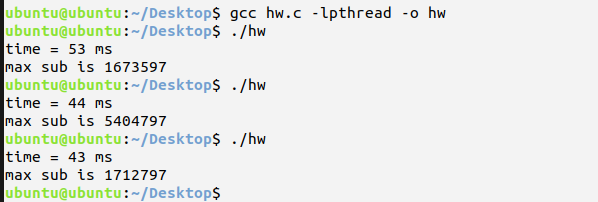 ubuntu@ubuntu:~/Desktop$ gcc hw.c -lpthread -o hw
ubuntu@ubuntu:~/Desktop$ ./hw
time = 53 ms
max sub is 1673597
ubuntu@ubuntu:~/Desktop$ ./hw
time = 44 ms
max sub is 5404797
ubuntu@ubuntu:~/Desktop$ ./hw
time = 43 ms
max sub is 1712797
ubuntu@ubuntu:~/Desktop$